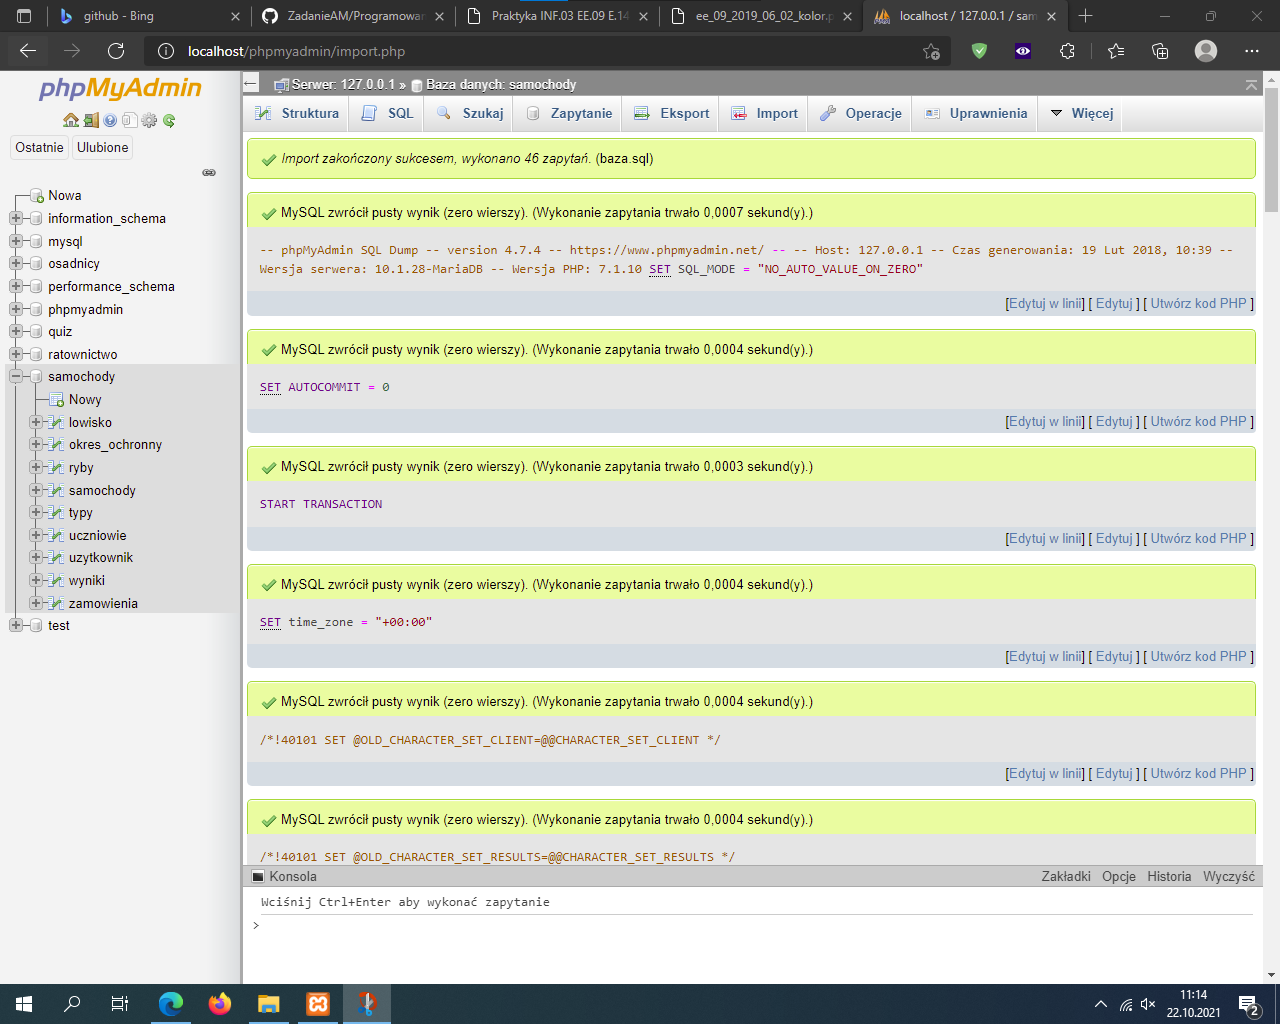 github - Bing
ZadanieAM/Programowan
Praktyka INF.03 EE.09 E.14
ee_09_2019_06_02_kolor.p
localhost / 127.0.0.1 / sam
localhost/phpmyadmin/import.php
phpMyAdmin
Ostatnie Ulubione
Nowa
information_schema
mysql
osadnicy
performance_schema
phpmyadmin
quiz
ratownictwo
samochody
Nowy
lowisko
okres_ochronny
ryby
samochody
typy
uczniowie
uzytkownik
wyniki
zamowienia
test
Serwer: 127.0.0.1 » Baza danych: samochody
Struktura SQL Szukaj Zapytanie Eksport Import Operacje Uprawnienia Więcej
Import zakończony sukcesem, wykonano 46 zapytań. (baza.sql)
MySQL zwrócił pusty wynik (zero wierszy). (Wykonanie zapytania trwało 0,0007 sekund(y).)
-- phpMyAdmin SQL Dump -- version 4.7.4 -- https://www.phpmyadmin.net/ -- -- Host: 127.0.0.1 -- Czas generowania: 19 Lut 2018, 10:39 --
Wersja serwera: 10.1.28-MariaDB -- Wersja PHP: 7.1.10 SET SQL_MODE = "NO_AUTO_VALUE_ON_ZERO"
[Edytuj w linii] [ Edytuj ] [ Utwórz kod PHP ]
MySQL zwrócił pusty wynik (zero wierszy). (Wykonanie zapytania trwało 0,0004 sekund(y).)
SET AUTOCOMMIT = 0
[Edytuj w linii] [ Edytuj ] [ Utwórz kod PHP ]
MySQL zwrócił pusty wynik (zero wierszy). (Wykonanie zapytania trwało 0,0003 sekund(y).)
START TRANSACTION
[Edytuj w linii] [ Edytuj ] [ Utwórz kod PHP ]
MySQL zwrócił pusty wynik (zero wierszy). (Wykonanie zapytania trwało 0,0004 sekund(y).)
SET time_zone = "+00:00"
[Edytuj w linii] [ Edytuj ] [ Utwórz kod PHP ]
MySQL zwrócił pusty wynik (zero wierszy). (Wykonanie zapytania trwało 0,0004 sekund(y).)
/*!40101 SET @OLD_CHARACTER_SET_CLIENT=@@CHARACTER_SET_CLIENT */
[Edytuj w linii] [ Edytuj ] [ Utwórz kod PHP ]
MySQL zwrócił pusty wynik (zero wierszy). (Wykonanie zapytania trwało 0,0004 sekund(y).)
/*!40101 SET @OLD_CHARACTER_SET_RESULTS=@@CHARACTER_SET_RESULTS */
Konsola Zakładki Opcje Historia Wyczyść
Wciśnij Ctrl+Enter aby wykonać zapytanie
>
11:14
22.10.2021
2